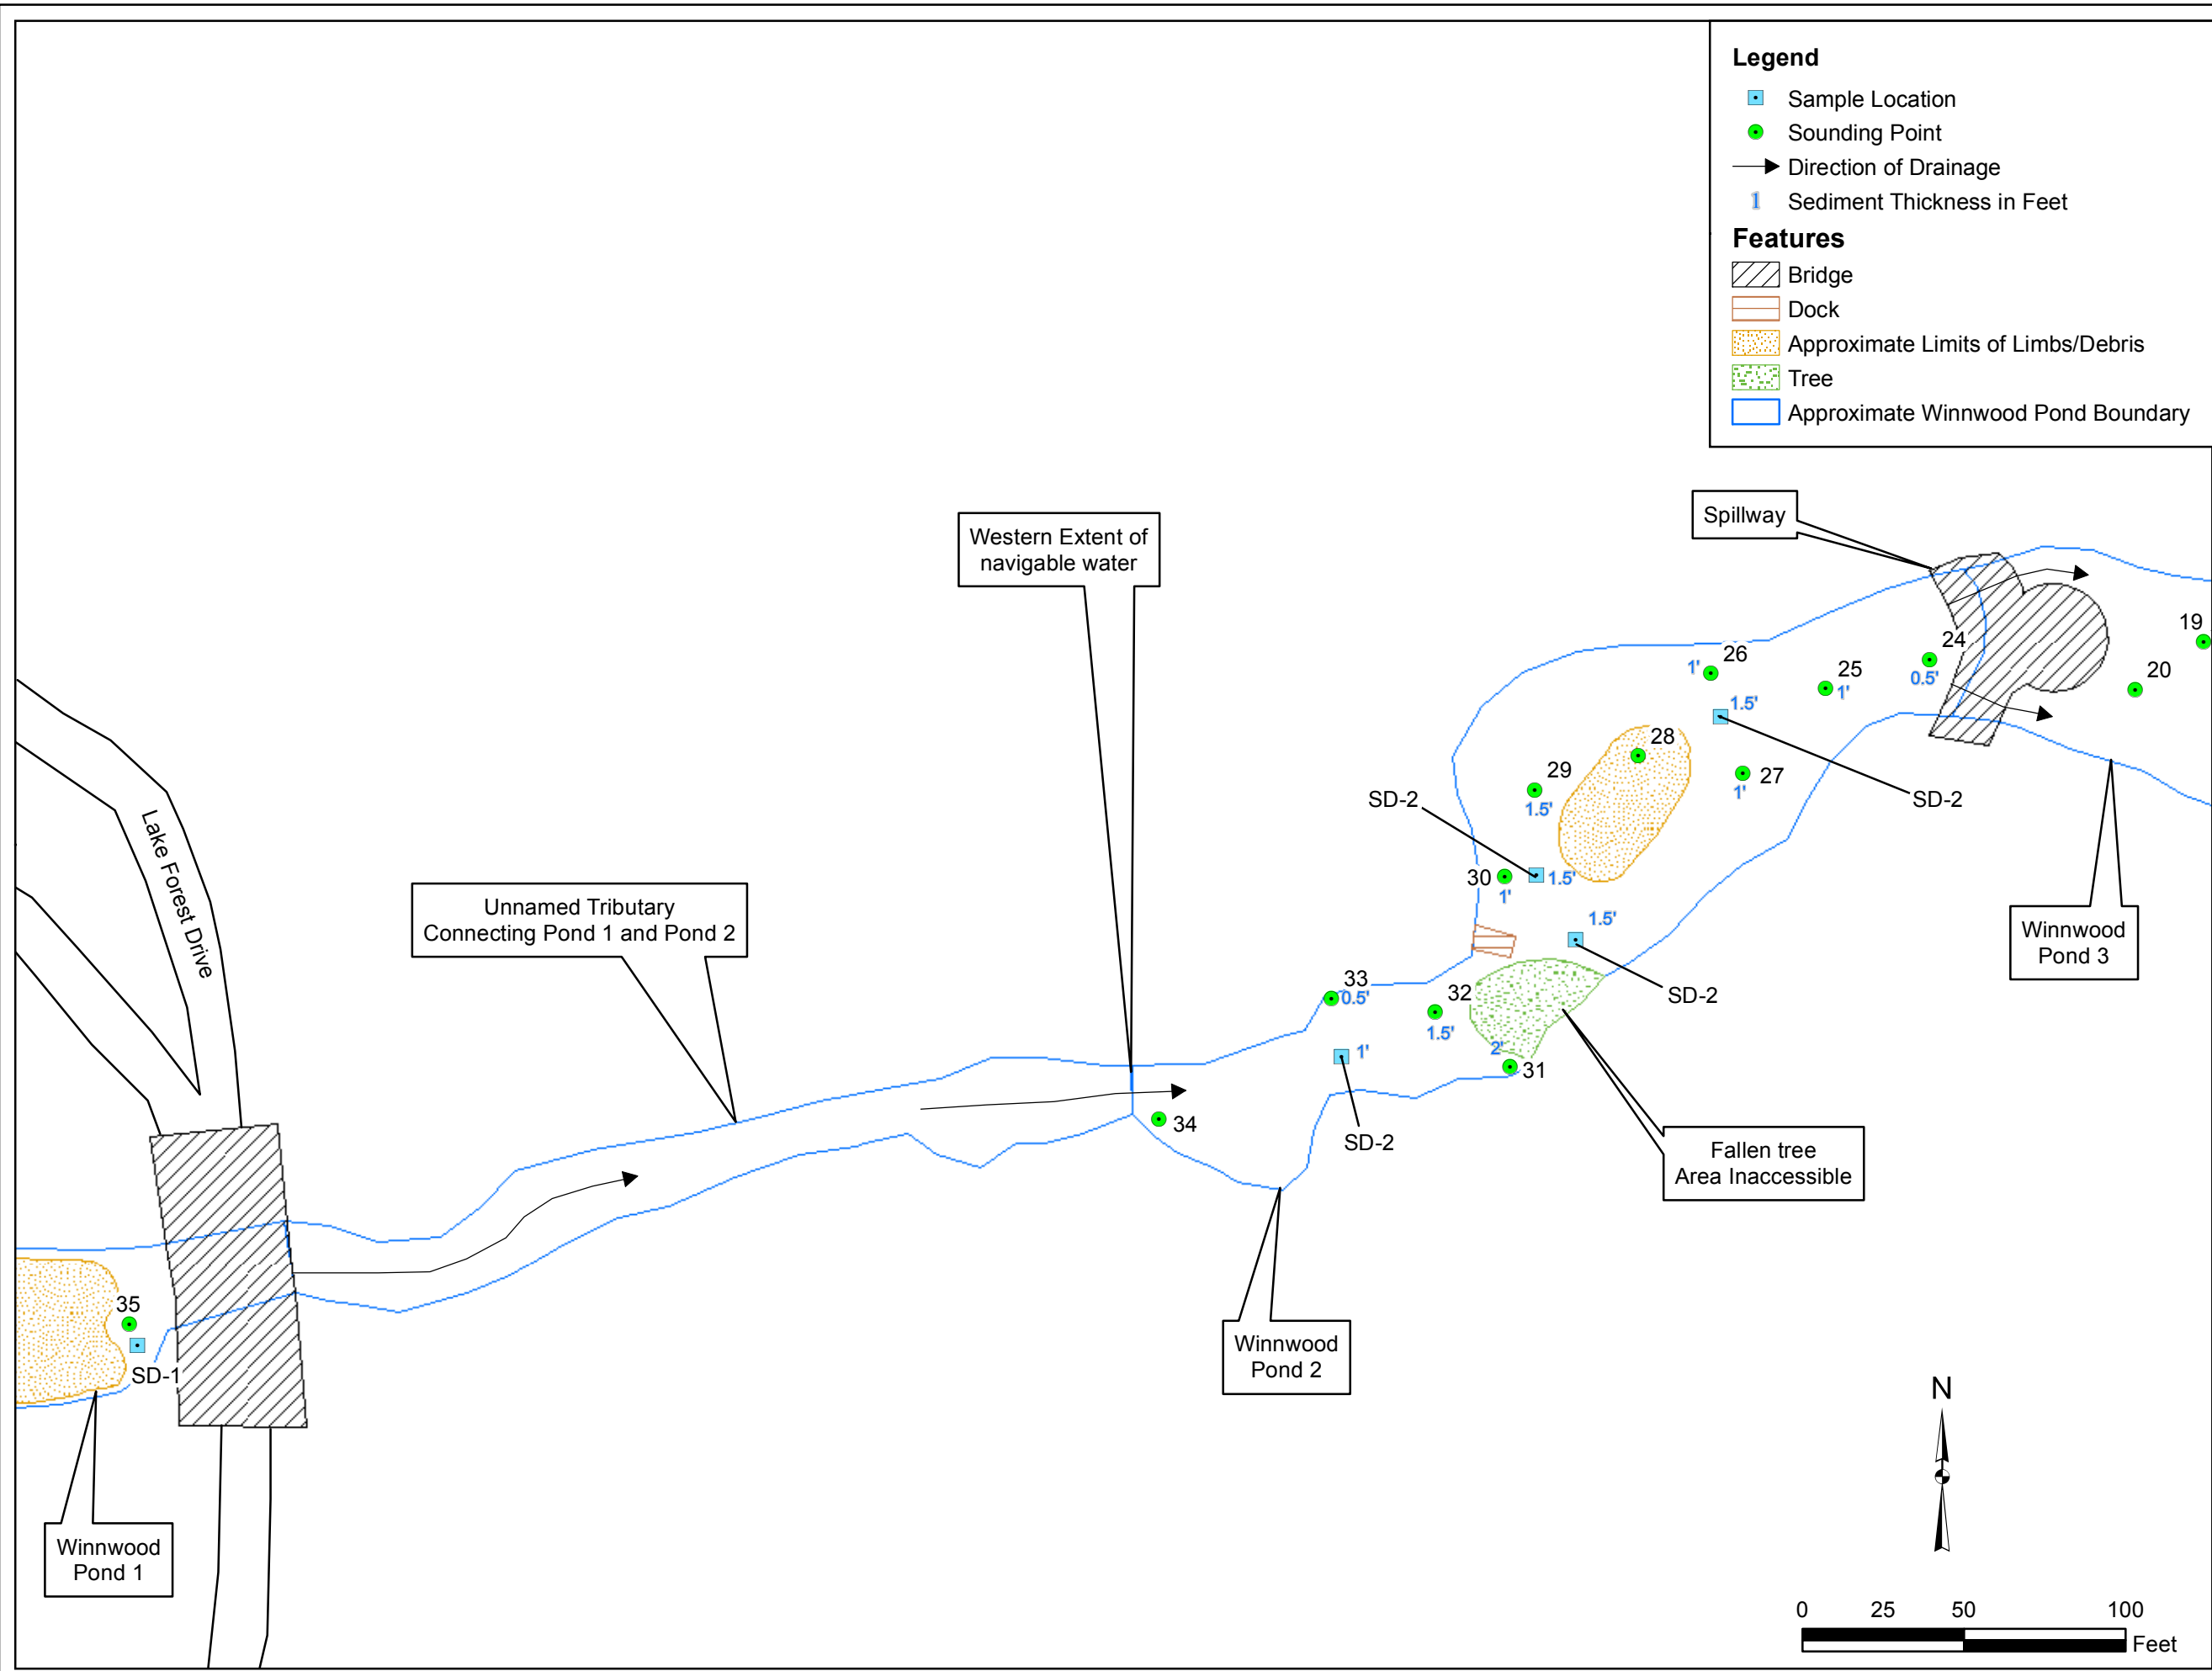 Legend
Sample Location
Sounding Point
Direction of Drainage
1 Sediment Thickness in Feet
Features
Bridge
Dock
Approximate Limits of Limbs/Debris
Tree
Approximate Winnwood Pond Boundary
Spillway
Western Extent of
navigable water
19
24
0.5'
20
26
1'
25
1'
1.5'
28
29
1.5'
27
1'
SD-2
SD-2
30
1'
1.5'
1.5'
Lake Forest Drive
Unnamed Tributary
Connecting Pond 1 and Pond 2
Winnwood
Pond 3
33
0.5'
32
1.5'
SD-2
1'
2'
31
34
SD-2
Fallen tree
Area Inaccessible
35
SD-1
Winnwood
Pond 2
Winnwood
Pond 1
N
0 25 50 100
Feet